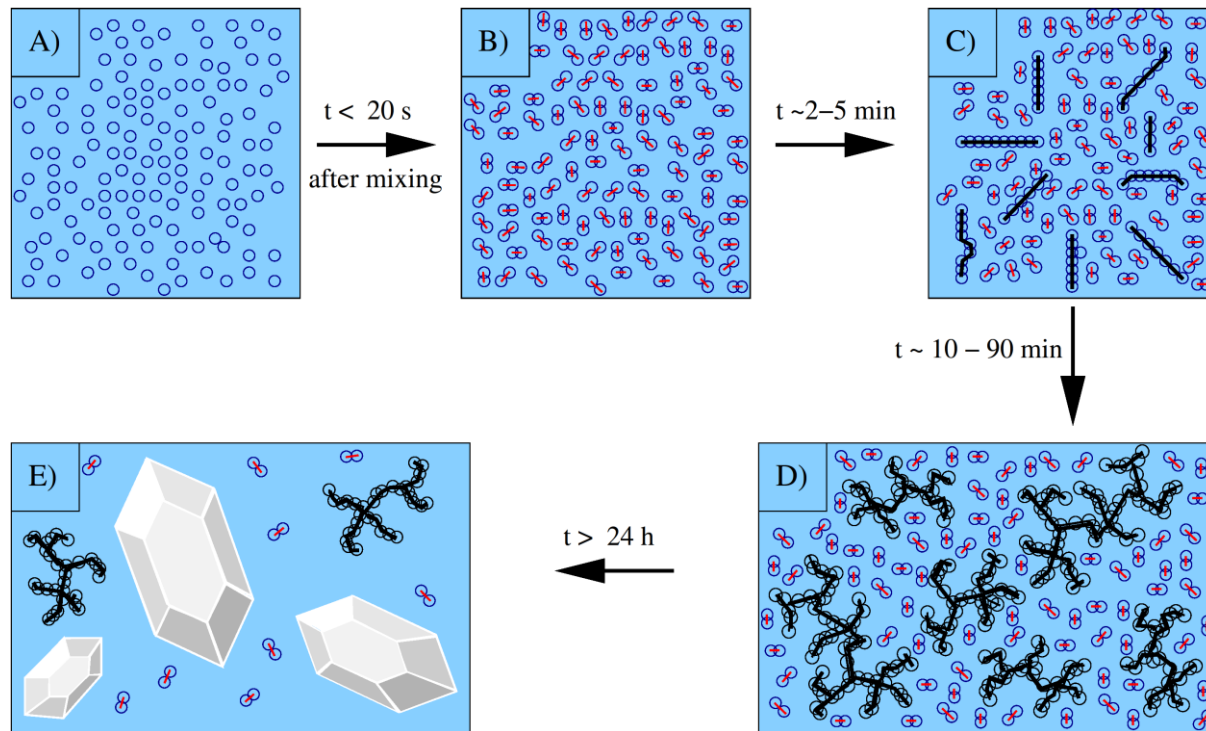 A)
t < 20 s
after mixing
B)
t ~2–5 min
C)
t ~ 10 – 90 min
D)
t > 24 h
E)